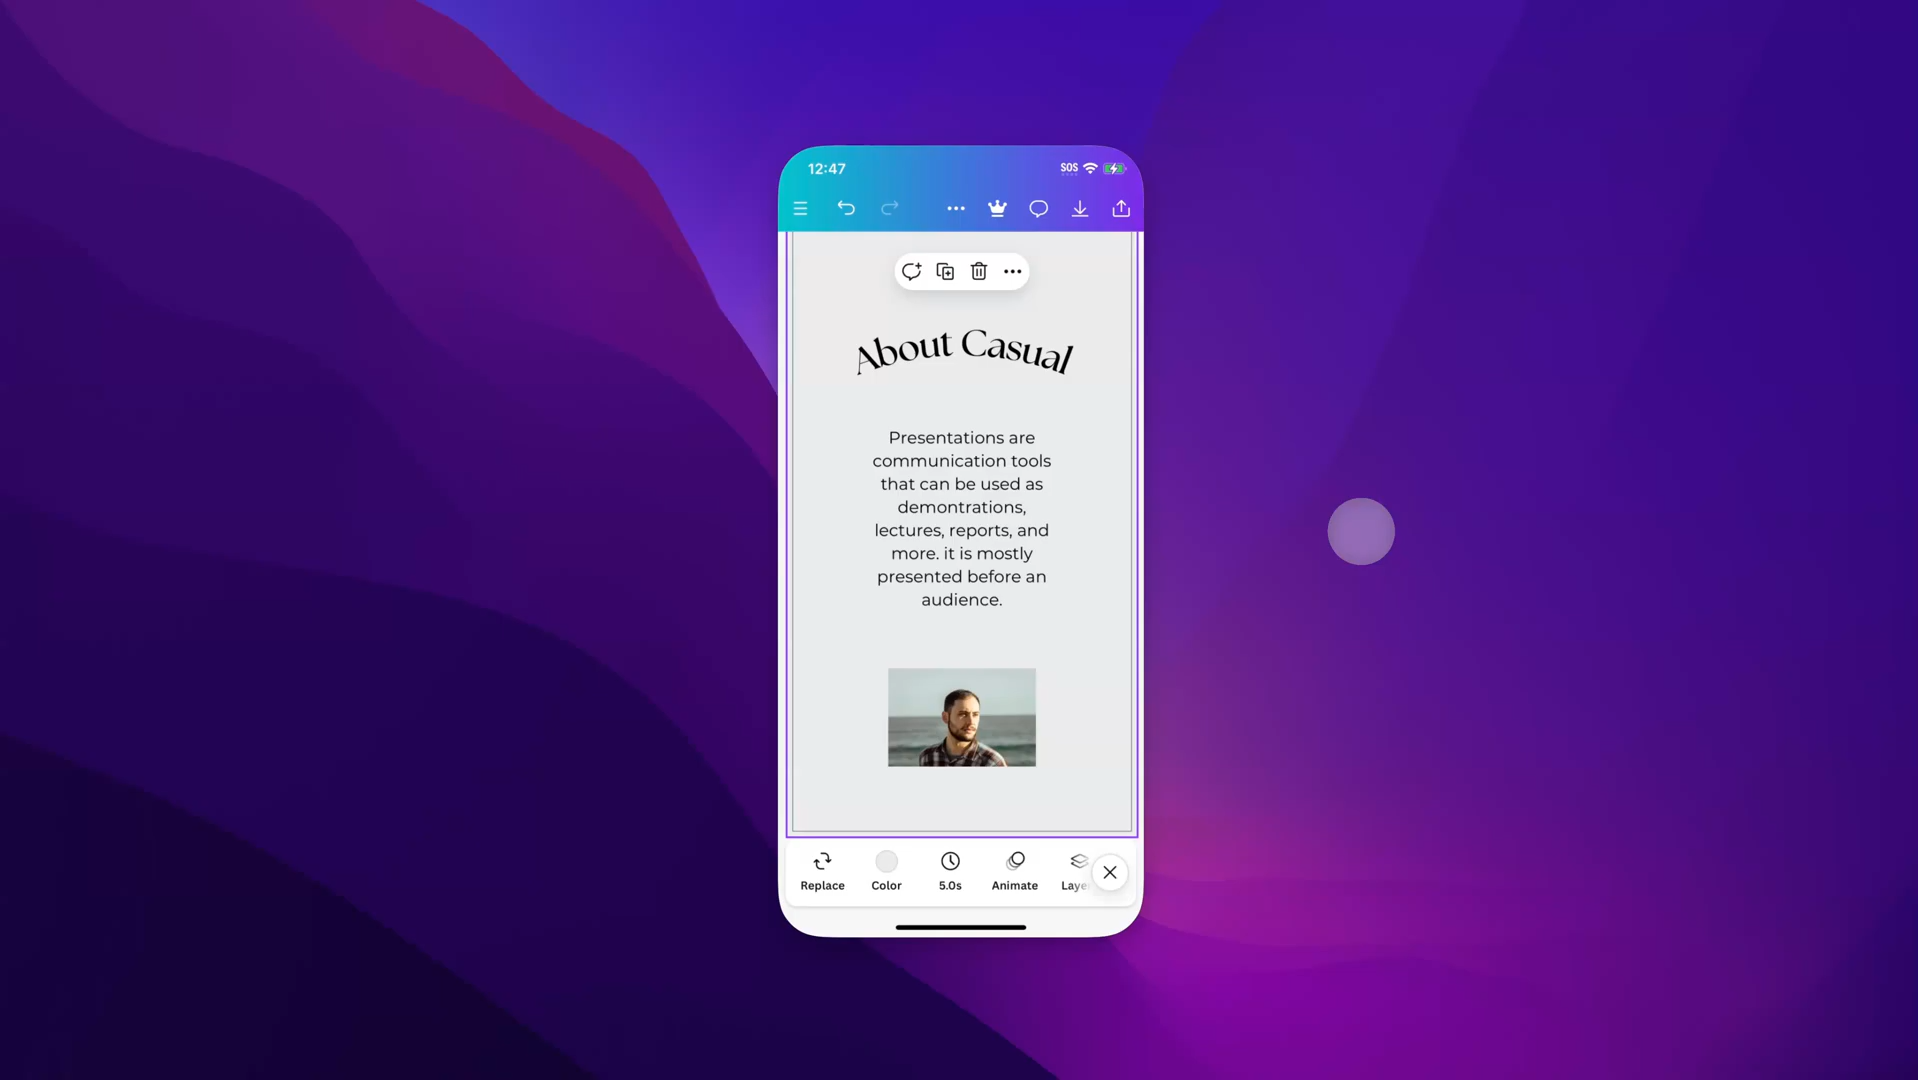 12:47
SOS
About Casual
Presentations are
communication tools
that can be used as
demontrations,
lectures, reports, and
more. it is mostly
presented before an
audience.
Replace
Color
5.0s
Animate
Laye